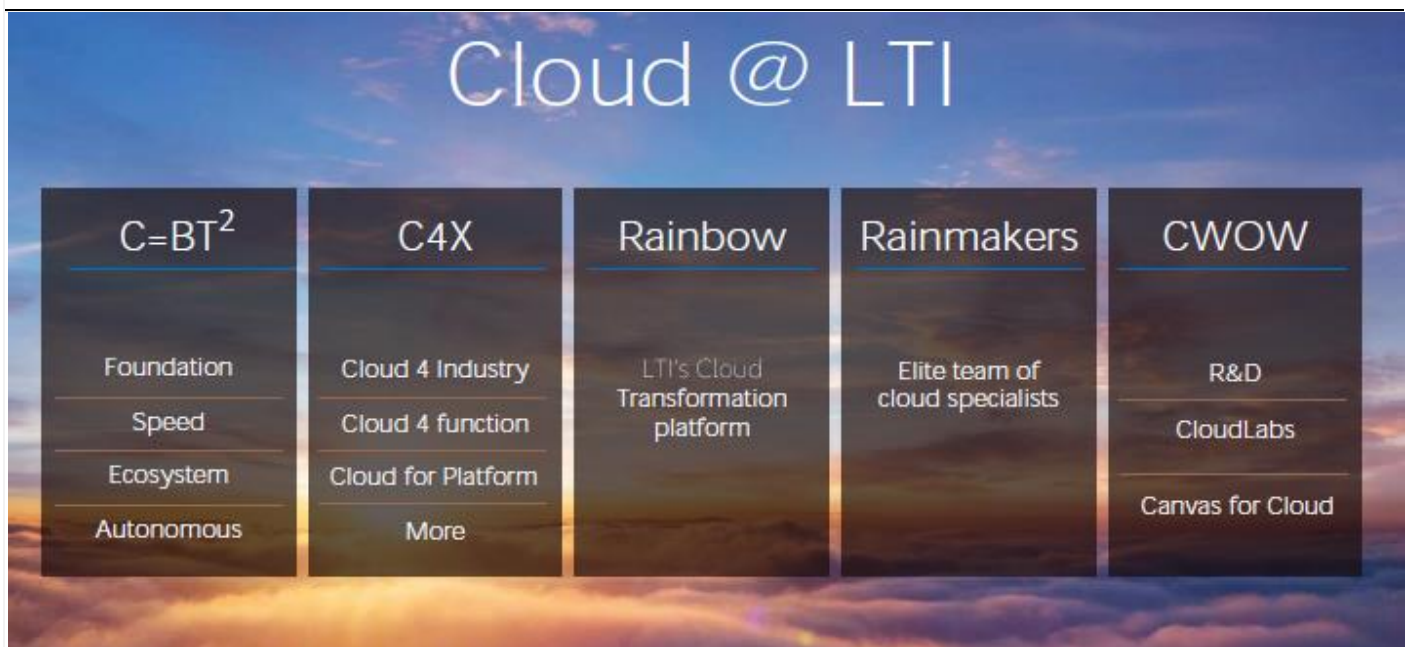 Cloud @ LTI
C=BT²
Foundation
Speed
Ecosystem
Autonomous
C4X
Cloud 4 Industry
Cloud 4 function
Cloud for Platform
More
Rainbow
LTI's Cloud
Transformation
platform
Rainmakers
Elite team of
cloud specialists
CWOW
R&D
CloudLabs
Canvas for Cloud